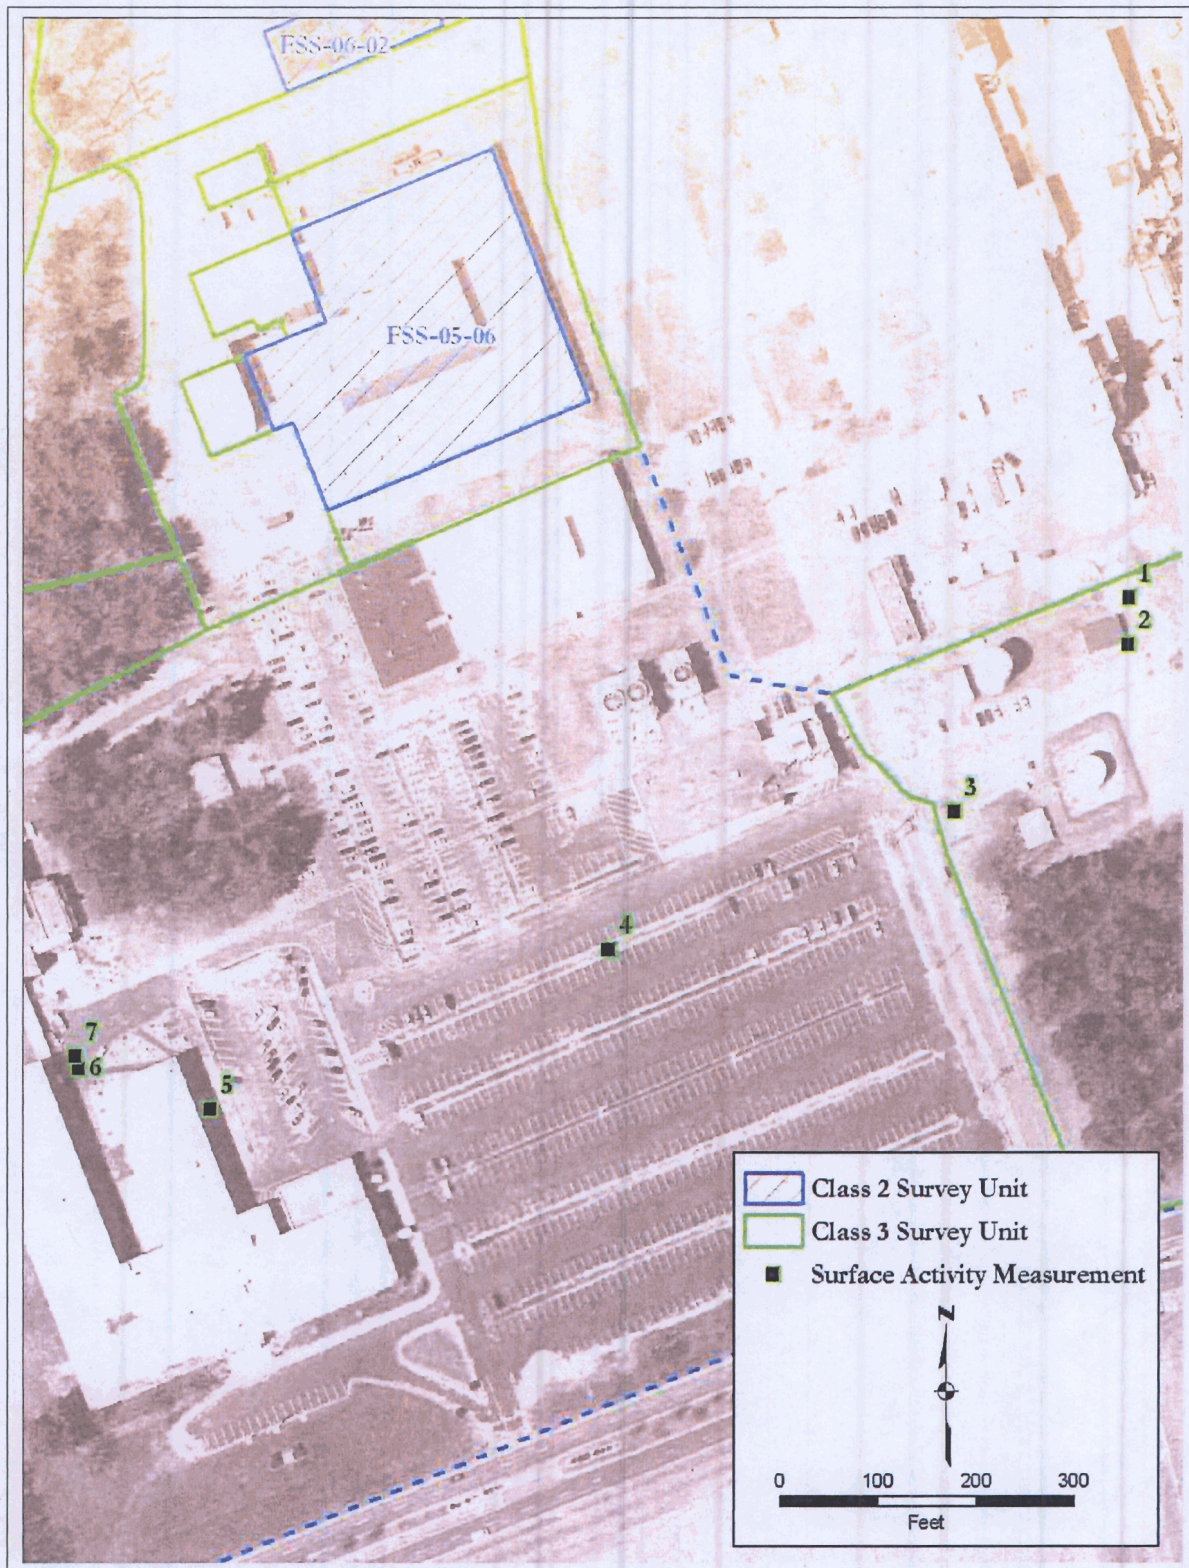 FSS-06-02
FSS-05-06
1
2
3
4
7
6
5
Class 2 Survey Unit
Class 3 Survey Unit
Surface Activity Measurement
N
0 100 200 300
Feet